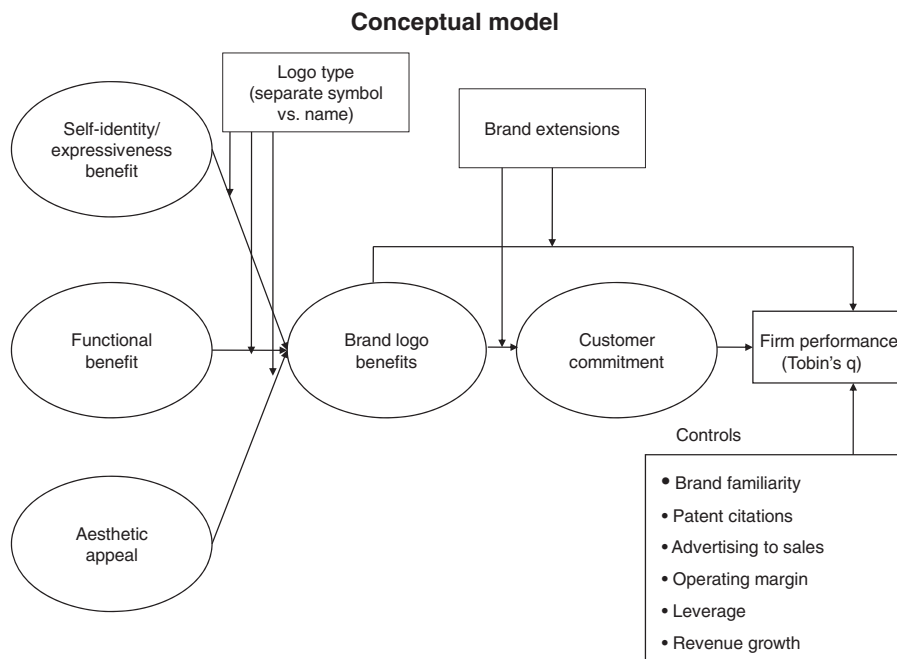 Conceptual model
Logo type
(separate symbol
vs. name)
Self-identity/
expressiveness
benefit
Brand extensions
Functional
benefit
Brand logo
benefits
Customer
commitment
Firm performance
(Tobin's q)
Aesthetic
appeal
Controls
• Brand familiarity
• Patent citations
• Advertising to sales
• Operating margin
• Leverage
• Revenue growth